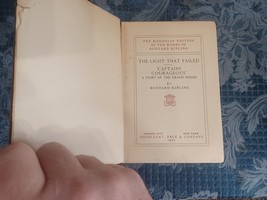 THE MANDALAY EDITION
OF THE WORKS OF
RUDYARD KIPLING
THE LIGHT THAT FAILED
"CAPTAINS
COURAGEOUS"
A STORY OF THE GRAND BANKS
BY
RUDYARD KIPLING
GARDEN CITY NEW YORK
DOUBLEDAY, PAGE & COMPANY